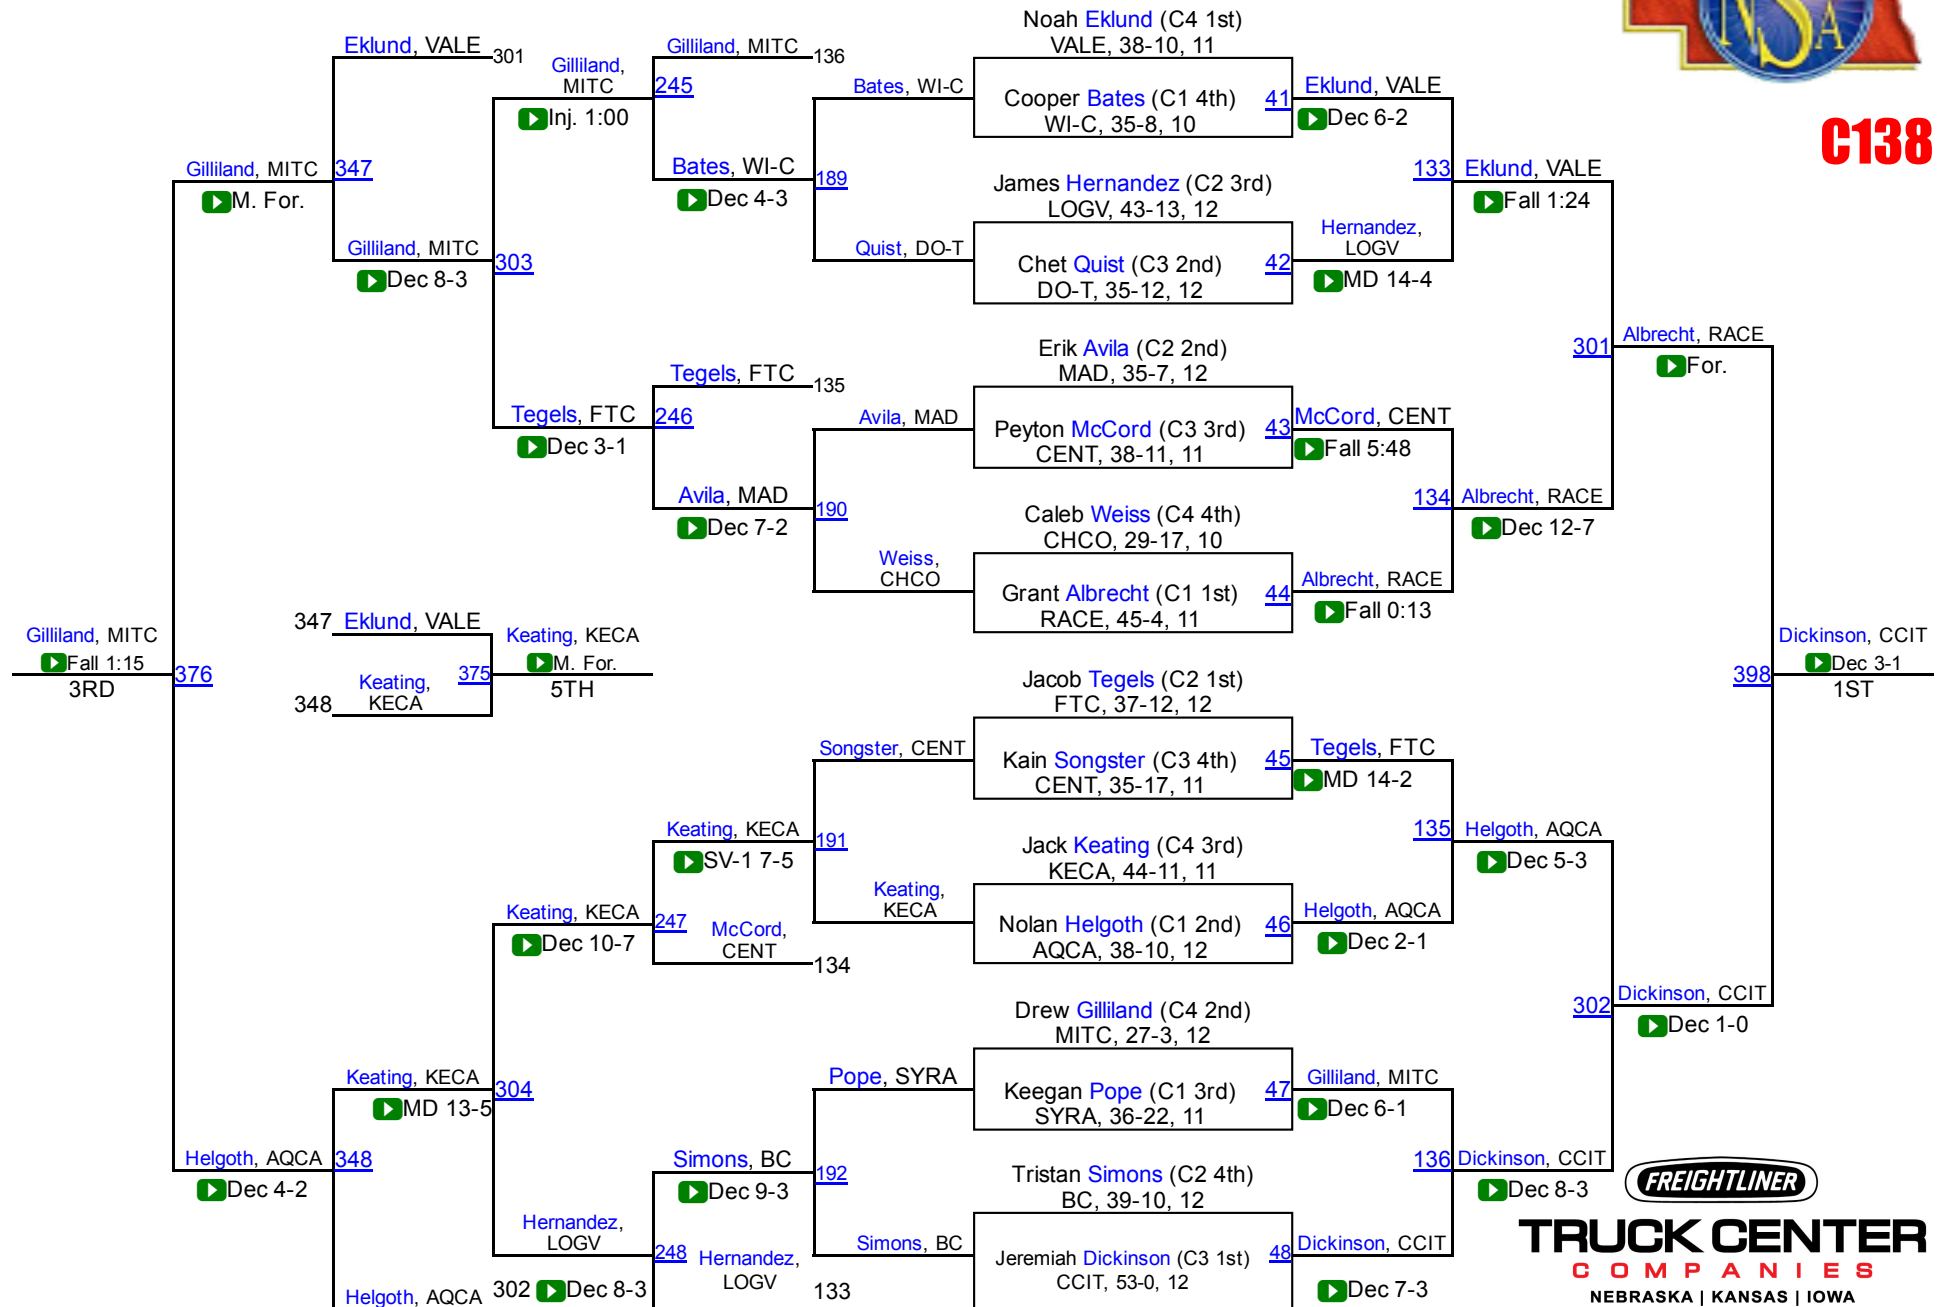 Noah Eklund (C4 1st)
VALE, 38-10, 11
Eklund, VALE
301
Gilliland, MITC
136
Gilliland,
MITC
245
Inj. 1:00
Bates, WI-C
Cooper Bates (C1 4th)
WI-C, 35-8, 10
41
Eklund, VALE
Dec 6-2
NSA
C138
Gilliland, MITC
347
M. For.
Bates, WI-C
189
Dec 4-3
James Hernandez (C2 3rd)
LOGV, 43-13, 12
133
Eklund, VALE
Fall 1:24
Gilliland, MITC
303
Dec 8-3
Quist, DO-T
Chet Quist (C3 2nd)
DO-T, 35-12, 12
42
Hernandez,
LOGV
MD 14-4
Erik Avila (C2 2nd)
MAD, 35-7, 12
301
Albrecht, RACE
For.
Tegels, FTC
135
Tegels, FTC
246
Dec 3-1
Avila, MAD
Peyton McCord (C3 3rd)
CENT, 38-11, 11
43
McCord, CENT
Fall 5:48
Avila, MAD
190
Dec 7-2
Caleb Weiss (C4 4th)
CHCO, 29-17, 10
134
Albrecht, RACE
Dec 12-7
Weiss,
CHCO
Grant Albrecht (C1 1st)
RACE, 45-4, 11
44
Albrecht, RACE
Fall 0:13
Gilliland, MITC
Fall 1:15
3RD
376
347
Eklund, VALE
348
Keating,
KECA
375
Keating, KECA
M. For.
5TH
Jacob Tegels (C2 1st)
FTC, 37-12, 12
398
Dickinson, CCIT
Dec 3-1
1ST
Songster, CENT
Kain Songster (C3 4th)
CENT, 35-17, 11
45
Tegels, FTC
MD 14-2
Keating, KECA
191
SV-1 7-5
Jack Keating (C4 3rd)
KECA, 44-11, 11
135
Helgoth, AQCA
Dec 5-3
Keating, KECA
247
Dec 10-7
McCord,
CENT
134
Keating,
KECA
Nolan Helgoth (C1 2nd)
AQCA, 38-10, 12
46
Helgoth, AQCA
Dec 2-1
Drew Gilliland (C4 2nd)
MITC, 27-3, 12
302
Dickinson, CCIT
Dec 1-0
Keating, KECA
304
MD 13-5
Pope, SYRA
Keegan Pope (C1 3rd)
SYRA, 36-22, 11
47
Gilliland, MITC
Dec 6-1
Helgoth, AQCA
348
Dec 4-2
Simons, BC
192
Dec 9-3
Tristan Simons (C2 4th)
BC, 39-10, 12
136
Dickinson, CCIT
Dec 8-3
Hernandez,
LOGV
248
Dec 8-3
Hernandez,
LOGV
133
Simons, BC
Jeremiah Dickinson (C3 1st)
CCIT, 53-0, 12
48
Dickinson, CCIT
Dec 7-3
Helgoth, AQCA
302
FREIGHTLINER
TRUCK CENTER
COMPANIES
NEBRASKA | KANSAS | IOWA